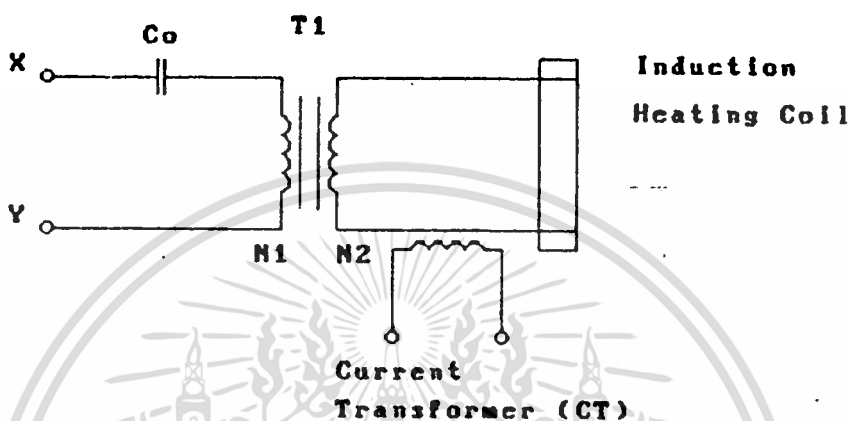 Co
T1
X
Induction
Heating Coil
Y
N1
N2
Current
Transformer (CT)